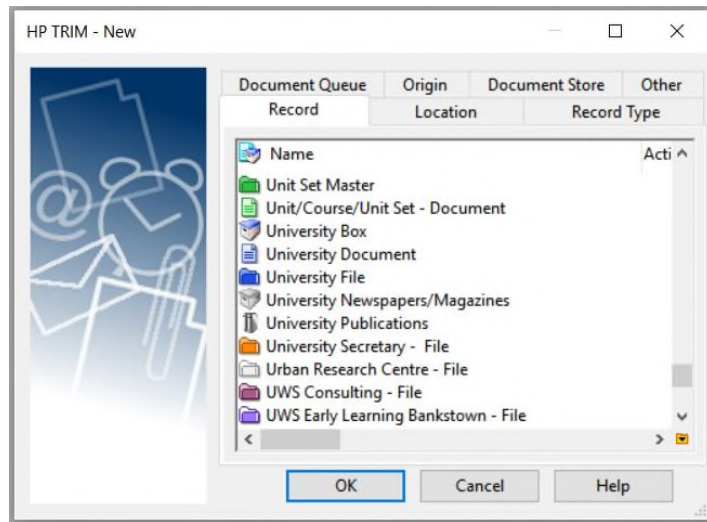 HP TRIM - New
Document Queue Origin Document Store Other
Record Location Record Type
Name Acti
Unit Set Master
Unit/Course/Unit Set - Document
University Box
University Document
University File
University Newspapers/Magazines
University Publications
University Secretary - File
Urban Research Centre - File
UWS Consulting - File
UWS Early Learning Bankstown - File
OK Cancel Help